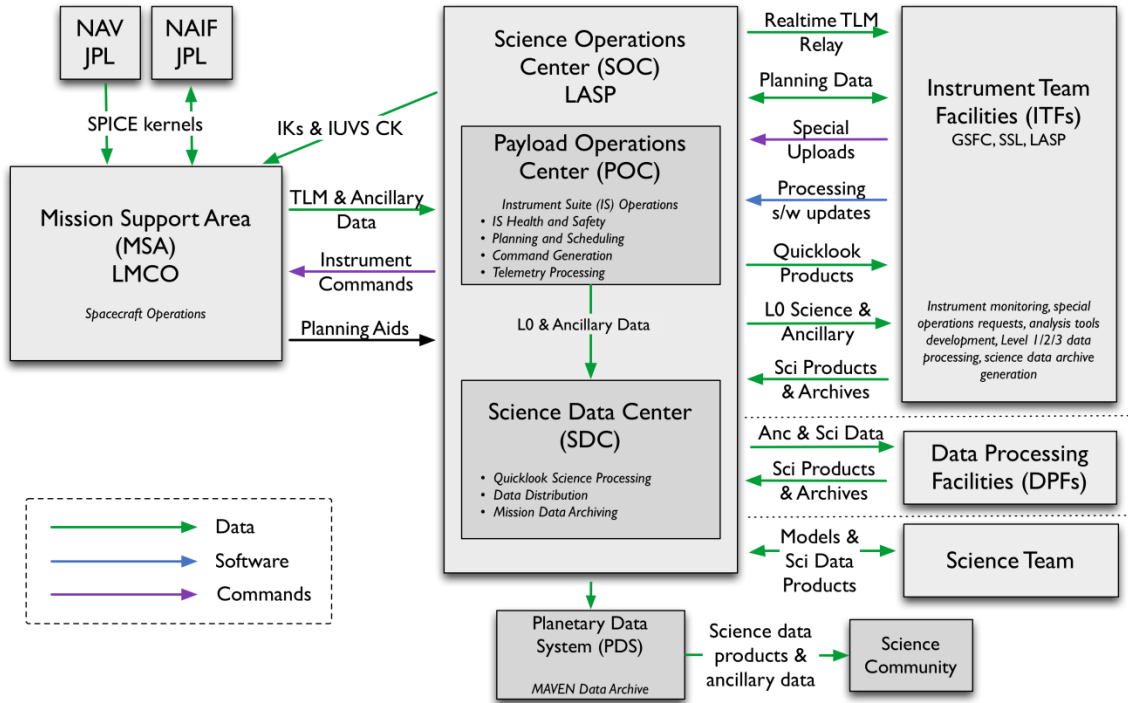 NAV
JPL
NAIF
JPL
SPICE kernels
IKs & IUVS CK
Mission Support Area
(MSA)
LMCO
Spacecraft Operations
TLM & Ancillary
Data
Instrument
Commands
Planning Aids
Science Operations
Center (SOC)
LASP
Payload Operations
Center (POC)
Instrument Suite (IS) Operations
• IS Health and Safety
• Planning and Scheduling
• Command Generation
• Telemetry Processing
L0 & Ancillary Data
Science Data Center
(SDC)
• Quicklook Science Processing
• Data Distribution
• Mission Data Archiving
Realtime TLM
Relay
Planning Data
Special
Uploads
Processing
s/w updates
Quicklook
Products
L0 Science &
Ancillary
Sci Products
& Archives
Instrument Team
Facilities (ITFs)
GSFC, SSL, LASP
Instrument monitoring, special
operations requests, analysis tools
development, Level 1/2/3 data
processing, science data archive
generation
Anc & Sci Data
Sci Products
& Archives
Data Processing
Facilities (DPFs)
Models &
Sci Data
Products
Science Team
Data
Software
Commands
Planetary Data
System (PDS)
MAVEN Data Archive
Science data
products &
ancillary data
Science
Community